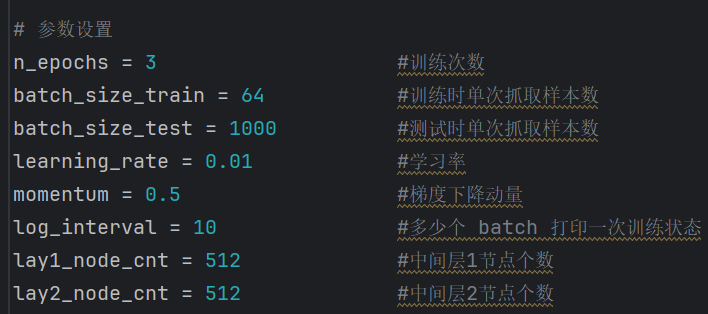 # 参数设置
n_epochs = 3 #训练次数
batch_size_train = 64 #训练时单次抓取样本数
batch_size_test = 1000 #测试时单次抓取样本数
learning_rate = 0.01 #学习率
momentum = 0.5 #梯度下降动量
log_interval = 10 #多少个 batch 打印一次训练状态
lay1_node_cnt = 512 #中间层1节点个数
lay2_node_cnt = 512 #中间层2节点个数